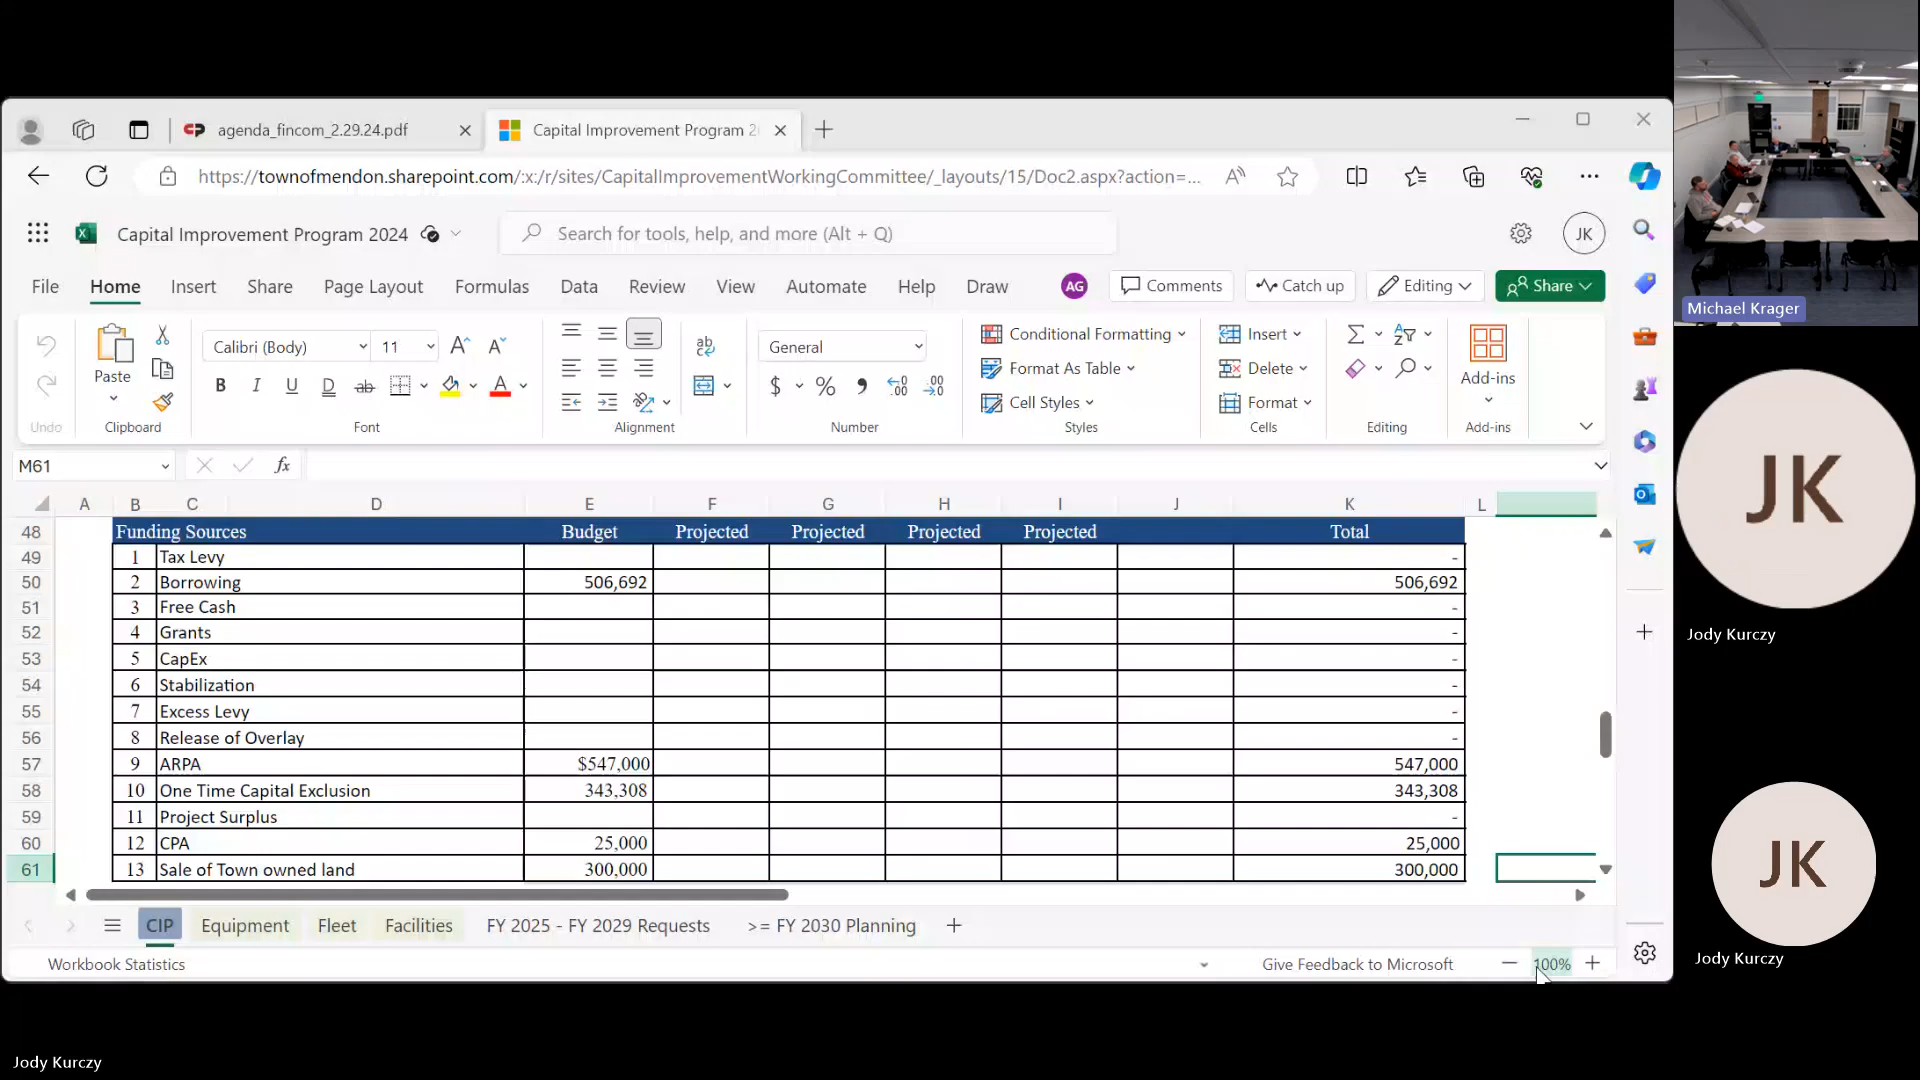 agenda_fincom_2.29.24.pdf
Capital Improvement Program 2
https://townofmendon.sharepoint.com/:x:/r/sites/CapitalImprovementWorkingCommittee/_layouts/15/Doc2.aspx?action=...
Capital Improvement Program 2024
Search for tools, help, and more (Alt + Q)
JK
File Home Insert Share Page Layout Formulas Data Review View Automate Help Draw
AG Comments Catch up Editing Share
Calibri (Body) 11
General
Conditional Formatting
Insert
Paste
Format As Table
Delete
Add-ins
Cell Styles
Format
Undo Clipboard Font Alignment Number Styles Cells Editing Add-ins
M61 fx
A B C D E F G H I J K L
48 Funding Sources Budget Projected Projected Projected Projected Total
49 1 Tax Levy -
50 2 Borrowing 506,692 506,692
51 3 Free Cash -
52 4 Grants -
53 5 CapEx -
54 6 Stabilization -
55 7 Excess Levy -
56 8 Release of Overlay -
57 9 ARPA $547,000 547,000
58 10 One Time Capital Exclusion 343,308 343,308
59 11 Project Surplus -
60 12 CPA 25,000 25,000
61 13 Sale of Town owned land 300,000 300,000
CIP Equipment Fleet Facilities FY 2025 - FY 2029 Requests >= FY 2030 Planning
Workbook Statistics Give Feedback to Microsoft 100%
Michael Krager
JK
Jody Kurczy
JK
Jody Kurczy
Jody Kurczy